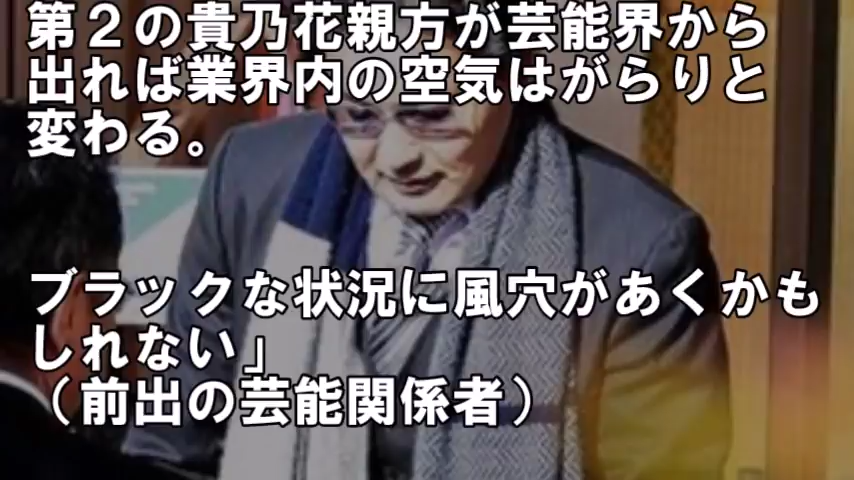 第２の貴乃花親方が芸能界から
出れば業界内の空気はがらりと
変わる。
ブラックな状況に風穴があくかも
しれない」
（前出の芸能関係者）